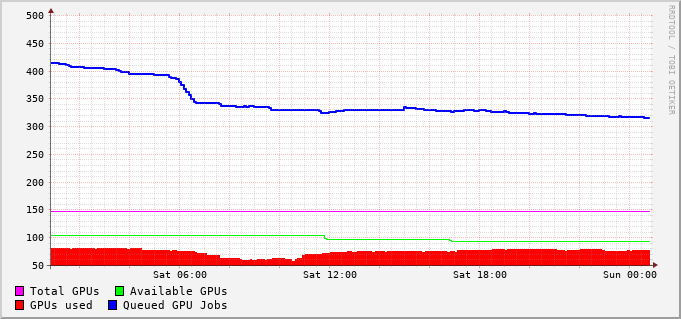 500
450
400
350
300
250
200
150
100
50
Sat 06:00 Sat 12:00 Sat 18:00 Sun 00:00
Total GPUs Available GPUs
GPUs used Queued GPU Jobs
RRDTOOL / TOBI OETIKER